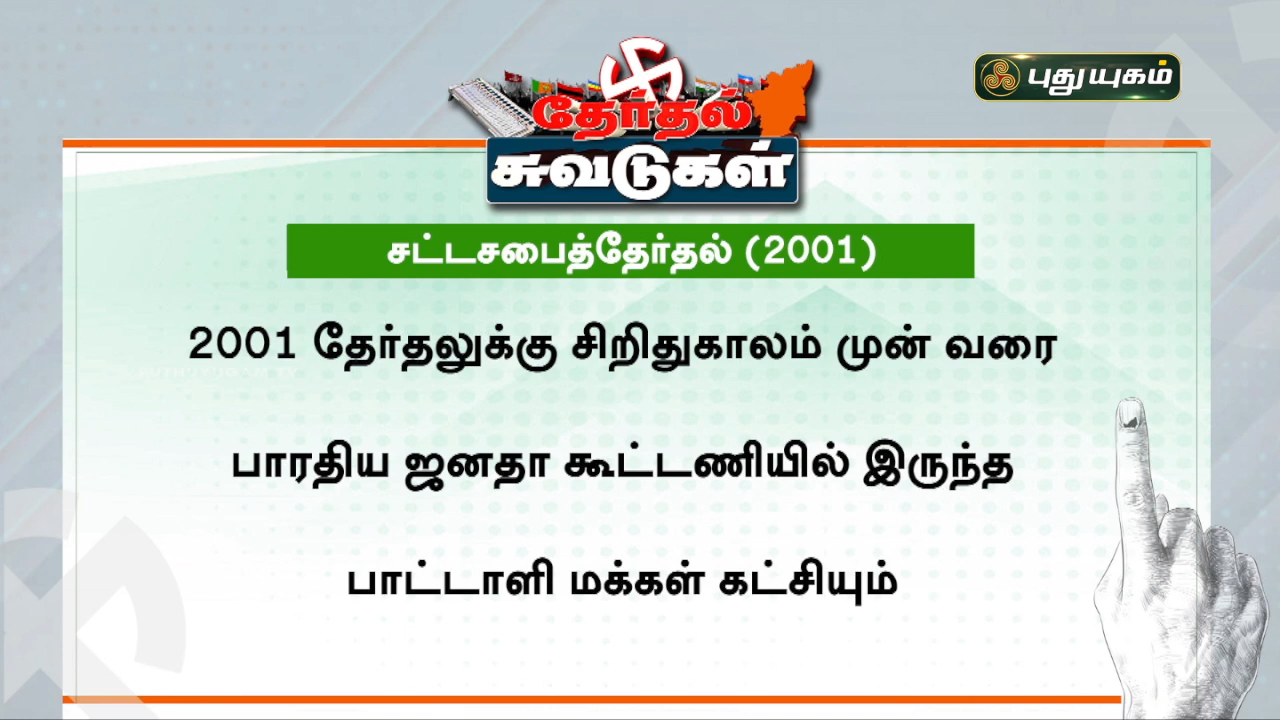 தேர்தல்
சுவடுகள்
புதுயுகம்
சட்டசபைத்தேர்தல் (2001)
2001 தேர்தலுக்கு சிறிதுகாலம் முன் வரை
பாரதிய ஜனதா கூட்டணியில் இருந்த
பாட்டாளி மக்கள் கட்சியும்